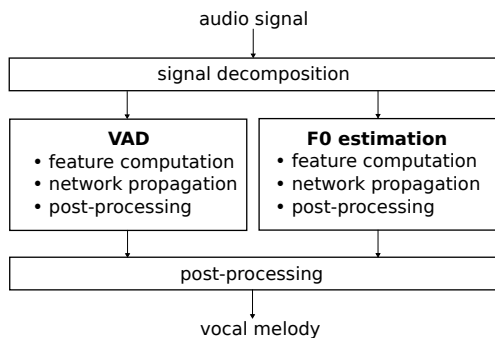 audio signal
signal decomposition
VAD
• feature computation
• network propagation
• post-processing
F0 estimation
• feature computation
• network propagation
• post-processing
post-processing
vocal melody